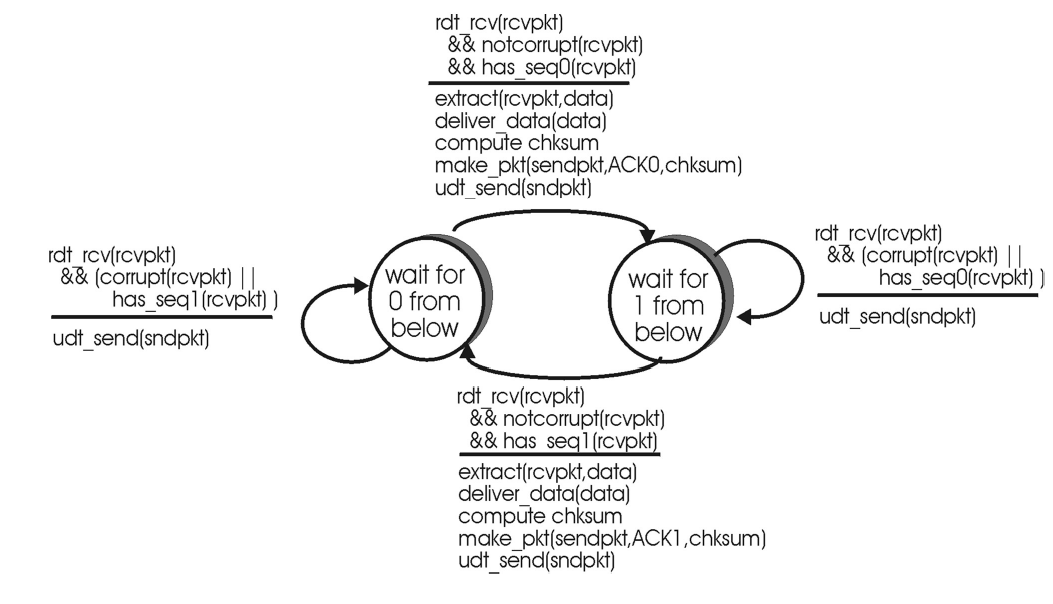 rdt_rcv(rcvpkt)
&& notcorrupt(rcvpkt)
&& has_seq0(rcvpkt)
extract(rcvpkt,data)
deliver_data(data)
compute chksum
make_pkt(sendpkt,ACK0,chksum)
udt_send(sndpkt)
rdt_rcv(rcvpkt)
&& (corrupt(rcvpkt) ||
has_seq1(rcvpkt) )
udt_send(sndpkt)
wait for
0 from
below
wait for
1 from
below
rdt_rcv(rcvpkt)
&& (corrupt(rcvpkt) ||
has_seq0(rcvpkt) )
udt_send(sndpkt)
rdt_rcv(rcvpkt)
&& notcorrupt(rcvpkt)
&& has_seq1(rcvpkt)
extract(rcvpkt,data)
deliver_data(data)
compute chksum
make_pkt(sendpkt,ACK1,chksum)
udt_send(sndpkt)